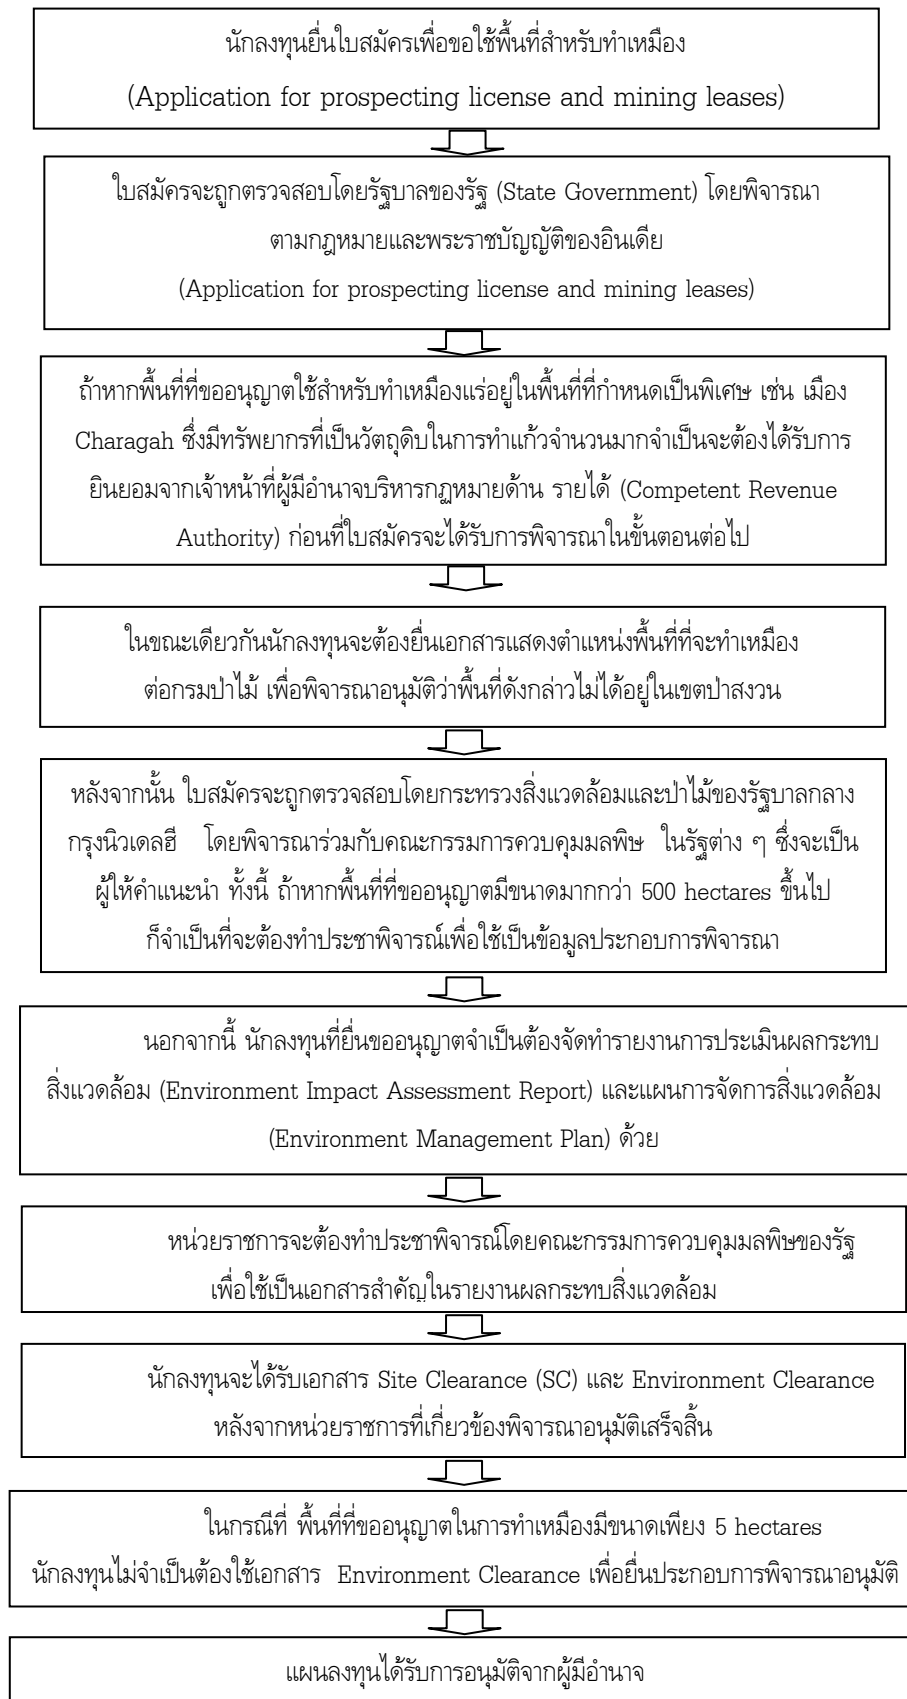 นักลงทุนยื่นใบสมัครเพื่อขอใช้พื้นที่สำหรับทำเหมือง
(Application for prospecting license and mining leases)
ใบสมัครจะถูกตรวจสอบโดยรัฐบาลของรัฐ (State Government) โดยพิจารณา
ตามกฎหมายและพระราชบัญญัติของอินเดีย
(Application for prospecting license and mining leases)
ถ้าหากพื้นที่ที่ขออนุญาตใช้สำหรับทำเหมืองแร่อยู่ในพื้นที่ที่กำหนดเป็นพิเศษ เช่น เมือง
Charagah ซึ่งมีทรัพยากรที่เป็นวัตถุดิบในการทำแก้วจำนวนมากจำเป็นจะต้องได้รับการ
ยินยอมจากเจ้าหน้าที่ผู้มีอำนาจบริหารกฎหมายด้าน รายได้ (Competent Revenue
Authority) ก่อนที่ใบสมัครจะได้รับการพิจารณาในขั้นตอนต่อไป
ในขณะเดียวกันนักลงทุนจะต้องยื่นเอกสารแสดงตำแหน่งพื้นที่ที่จะทำเหมือง
ต่อกรมป่าไม้ เพื่อพิจารณาอนุมัติว่าพื้นที่ดังกล่าวไม่ได้อยู่ในเขตป่าสงวน
หลังจากนั้น ใบสมัครจะถูกตรวจสอบโดยกระทรวงสิ่งแวดล้อมและป่าไม้ของรัฐบาลกลาง
กรุงนิวเดลฮี โดยพิจารณาร่วมกับคณะกรรมการควบคุมมลพิษ ในรัฐต่าง ๆ ซึ่งจะเป็น
ผู้ให้คำแนะนำ ทั้งนี้ ถ้าหากพื้นที่ที่ขออนุญาตมีขนาดมากกว่า 500 hectares ขึ้นไป
ก็จำเป็นที่จะต้องทำประชาพิจารณ์เพื่อใช้เป็นข้อมูลประกอบการพิจารณา
นอกจากนี้ นักลงทุนที่ยื่นขออนุญาตจำเป็นต้องจัดทำรายงานการประเมินผลกระทบ
สิ่งแวดล้อม (Environment Impact Assessment Report) และแผนการจัดการสิ่งแวดล้อม
(Environment Management Plan) ด้วย
หน่วยราชการจะต้องทำประชาพิจารณ์โดยคณะกรรมการควบคุมมลพิษของรัฐ
เพื่อใช้เป็นเอกสารสำคัญในรายงานผลกระทบสิ่งแวดล้อม
นักลงทุนจะได้รับเอกสาร Site Clearance (SC) และ Environment Clearance
หลังจากหน่วยราชการที่เกี่ยวข้องพิจารณาอนุมัติเสร็จสิ้น
ในกรณีที่ พื้นที่ที่ขออนุญาตในการทำเหมืองมีขนาดเพียง 5 hectares
นักลงทุนไม่จำเป็นต้องใช้เอกสาร Environment Clearance เพื่อยื่นประกอบการพิจารณาอนุมัติ
แผนลงทุนได้รับการอนุมัติจากผู้มีอำนาจ